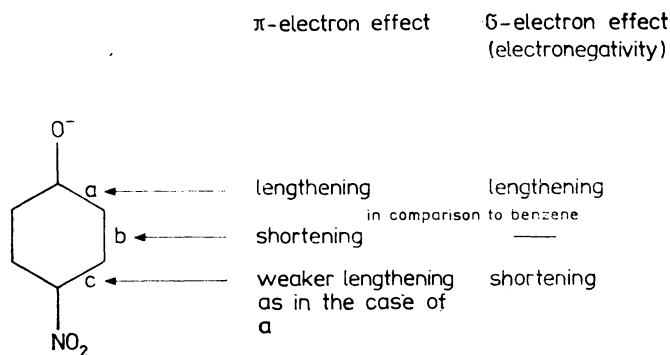 π-electron effect б-electron effect
(electronegativity)
O⁻
a lengthening lengthening
in comparison to benzene
b shortening —
c weaker lengthening shortening
as in the case of
a
NO₂